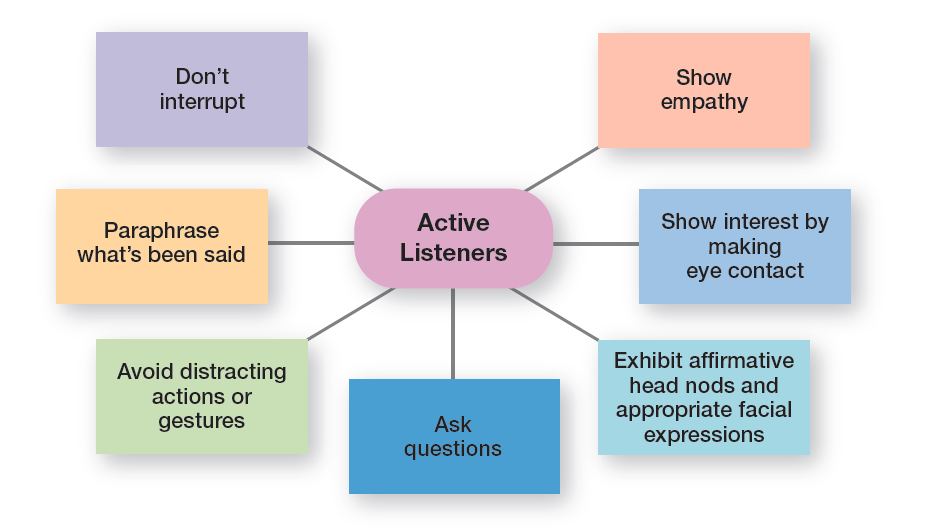 Don’t
interrupt
Show
empathy
Active
Listeners
Paraphrase
what’s been said
Show interest by
making
eye contact
Avoid distracting
actions or
gestures
Ask
questions
Exhibit affirmative
head nods and
appropriate facial
expressions